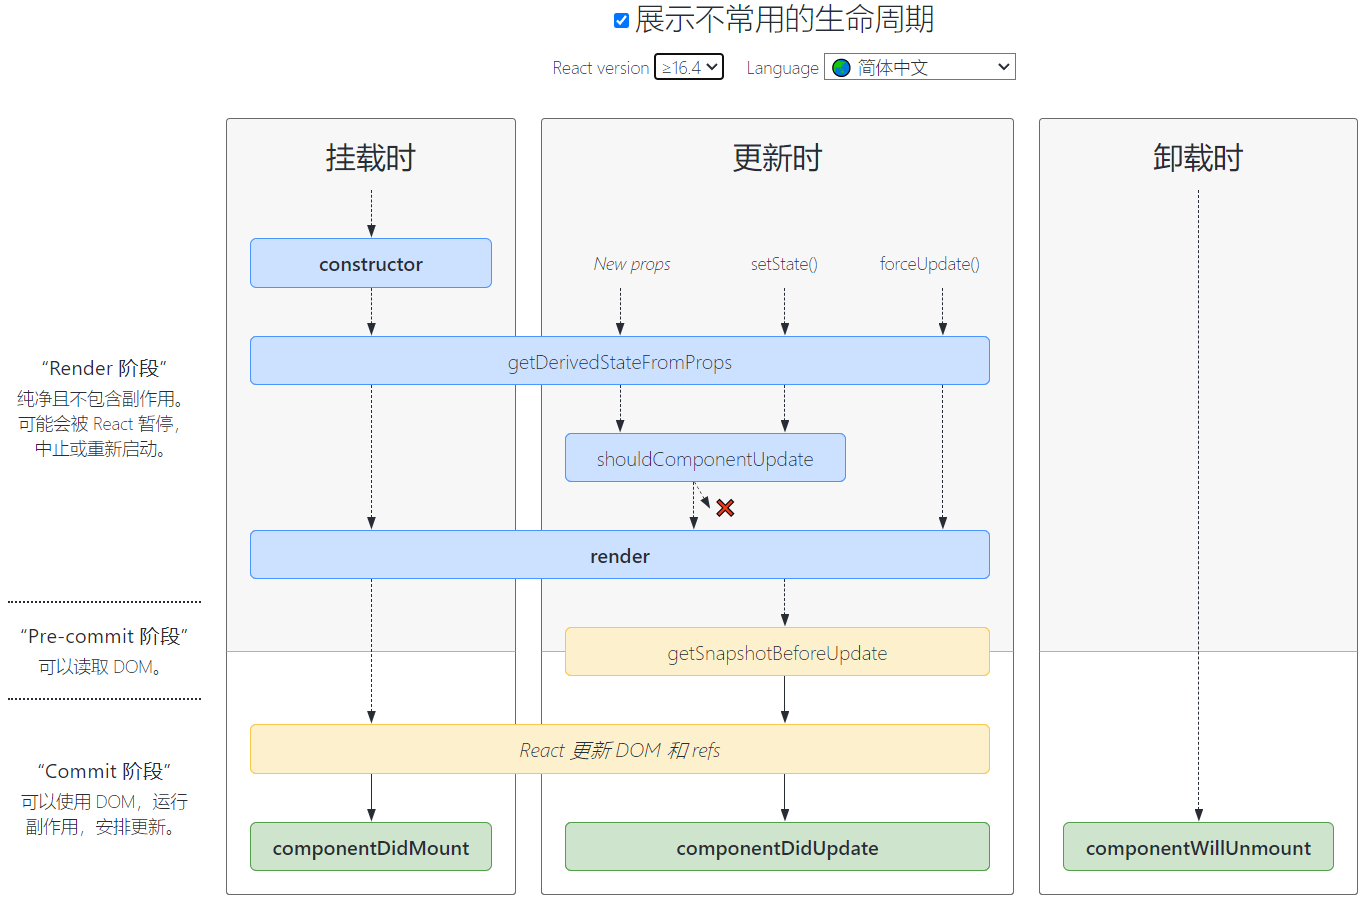 展示不常用的生命周期
React version ≥16.4 Language 简体中文
挂载时
更新时
卸载时
constructor
New props
setState()
forceUpdate()
getDerivedStateFromProps
“Render 阶段”
纯净且不包含副作用。
可能会被 React 暂停，
中止或重新启动。
shouldComponentUpdate
render
“Pre-commit 阶段”
可以读取 DOM。
getSnapshotBeforeUpdate
React 更新 DOM 和 refs
“Commit 阶段”
可以使用 DOM，运行
副作用，安排更新。
componentDidMount
componentDidUpdate
componentWillUnmount